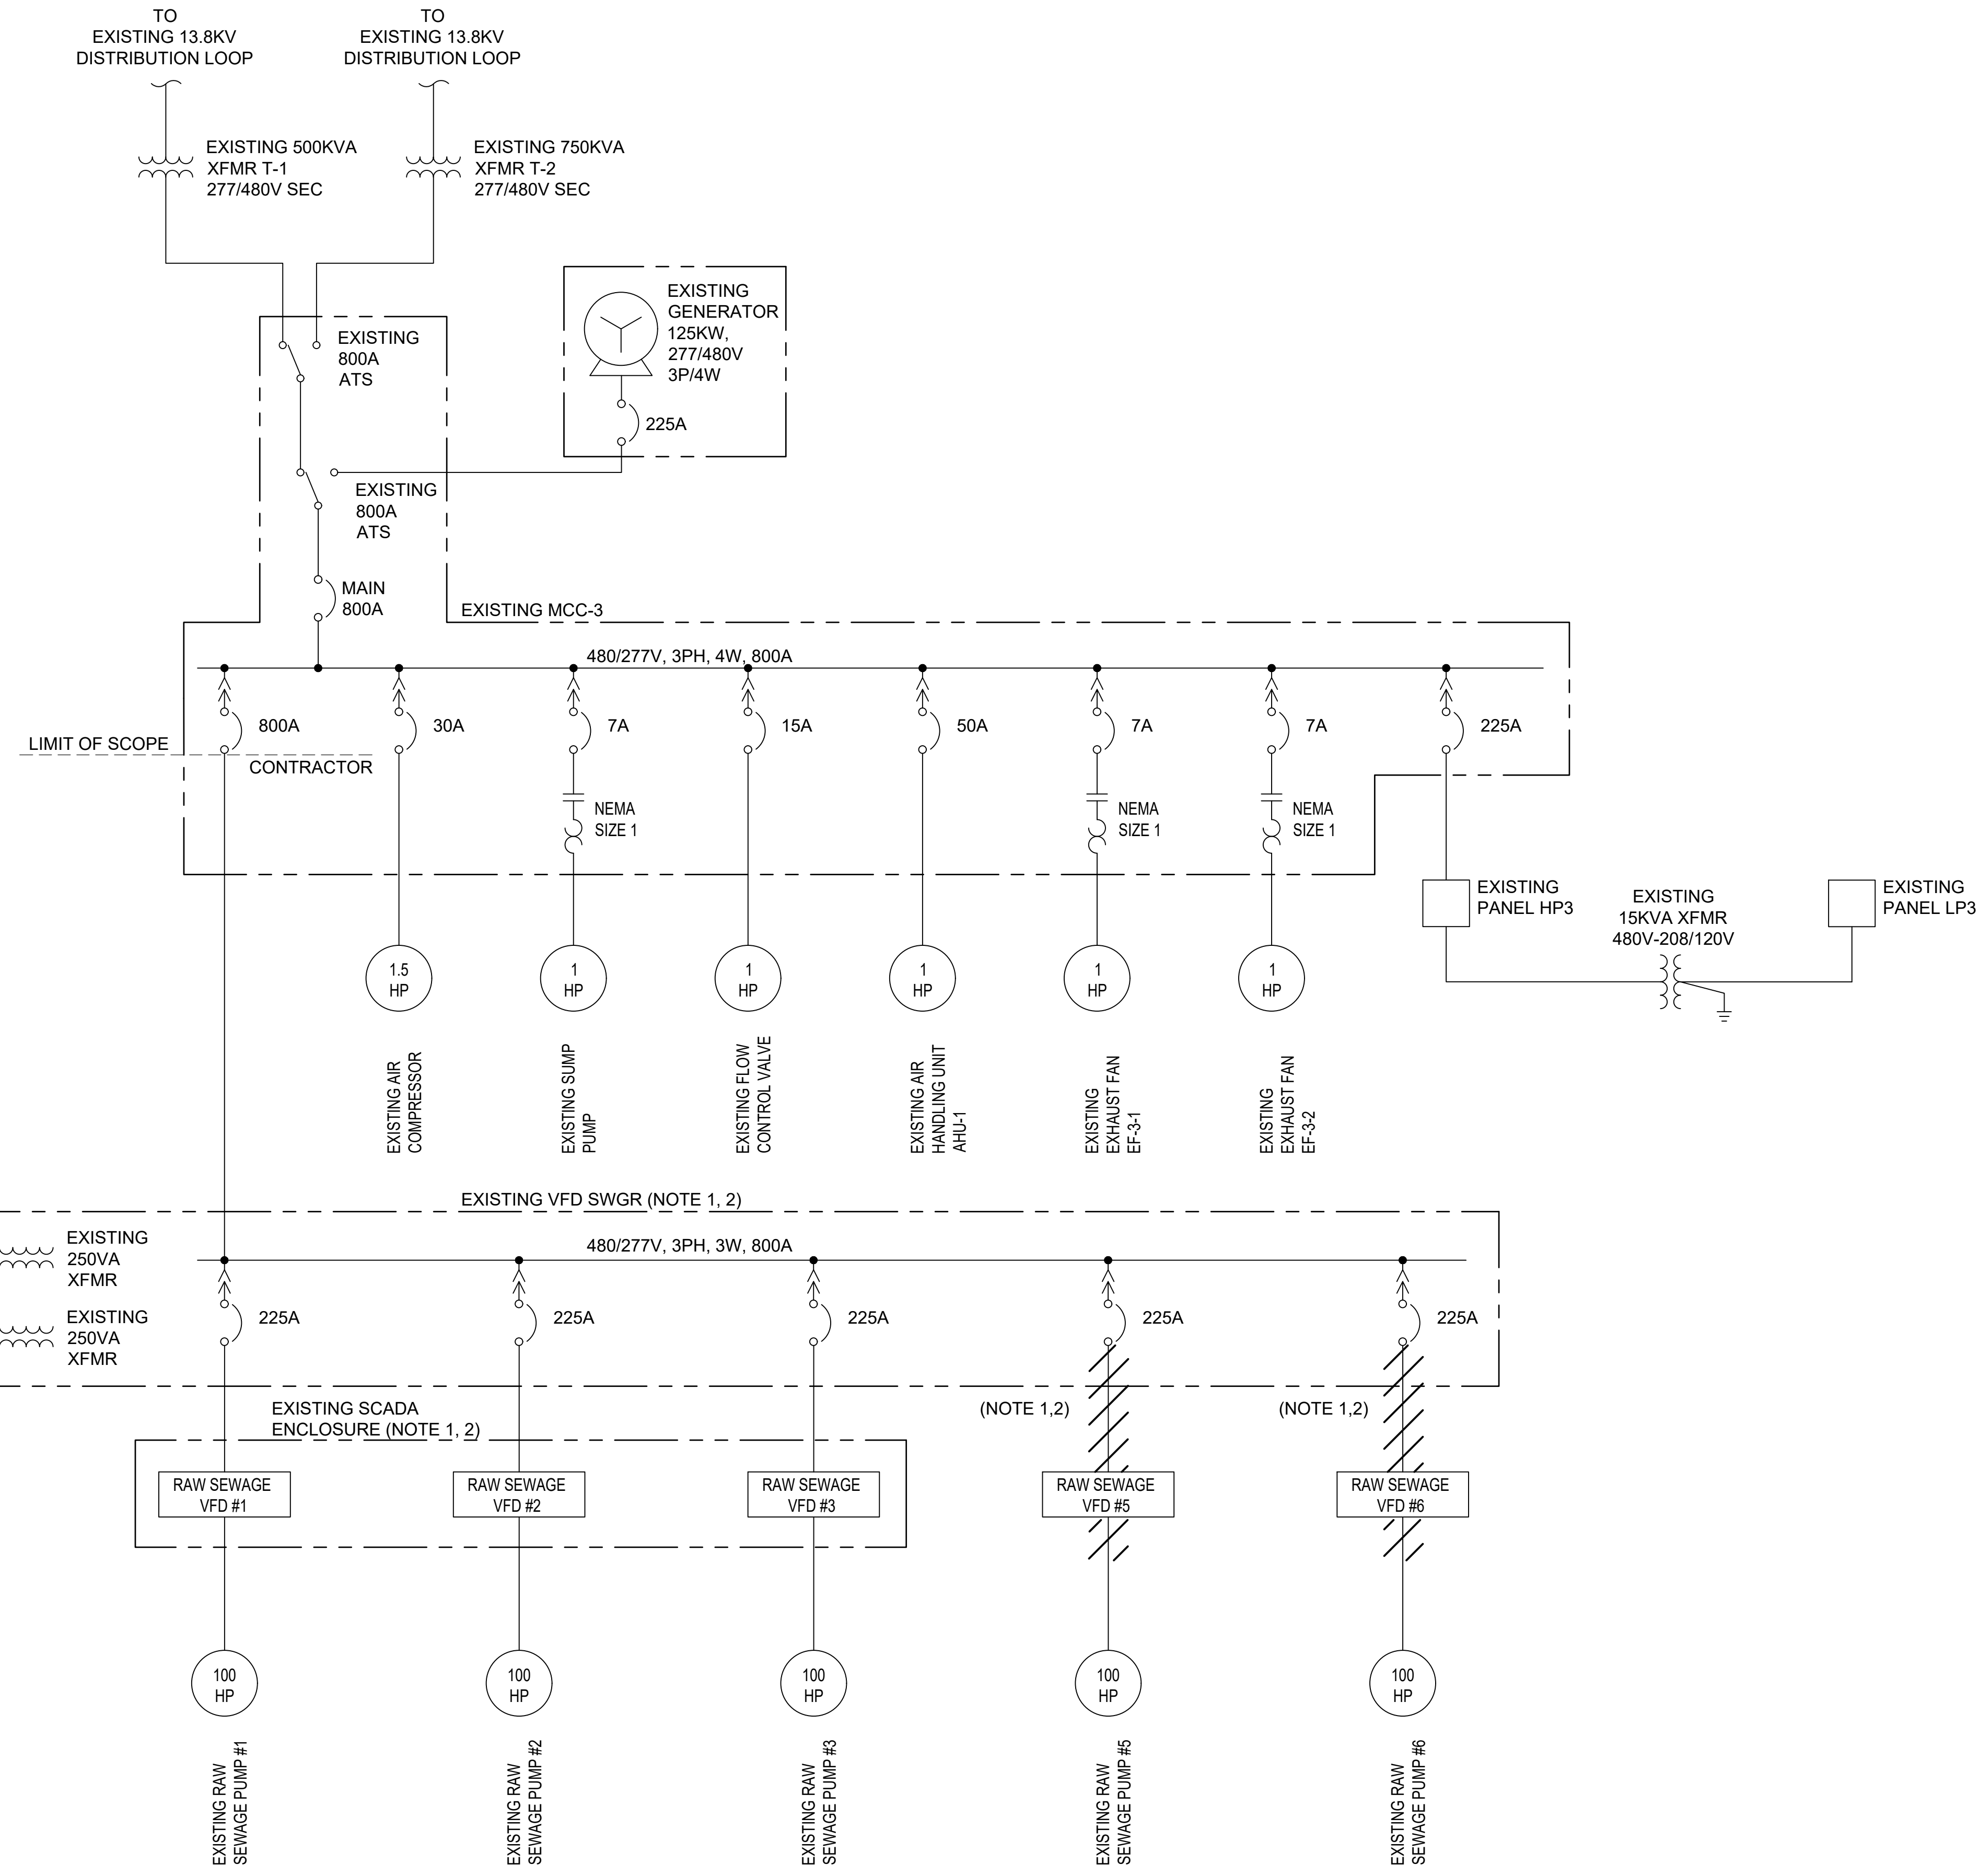 TO
EXISTING 13.8KV
DISTRIBUTION LOOP
TO
EXISTING 13.8KV
DISTRIBUTION LOOP
EXISTING 500KVA
XFMR T-1
277/480V SEC
EXISTING 750KVA
XFMR T-2
277/480V SEC
EXISTING
800A
ATS
EXISTING
GENERATOR
125KW,
277/480V
3P/4W
225A
EXISTING
800A
ATS
MAIN
800A
EXISTING MCC-3
480/277V, 3PH, 4W, 800A
800A
30A
7A
15A
50A
7A
7A
225A
LIMIT OF SCOPE
CONTRACTOR
NEMA
SIZE 1
NEMA
SIZE 1
NEMA
SIZE 1
EXISTING
PANEL HP3
EXISTING
15KVA XFMR
480V-208/120V
EXISTING
PANEL LP3
1.5
HP
1
HP
1
HP
1
HP
1
HP
1
HP
EXISTING AIR
COMPRESSOR
EXISTING SUMP
PUMP
EXISTING FLOW
CONTROL VALVE
EXISTING AIR
HANDLING UNIT
AHU-1
EXISTING
EXHAUST FAN
EF-3-1
EXISTING
EXHAUST FAN
EF-3-2
EXISTING VFD SWGR (NOTE 1, 2)
EXISTING
250VA
XFMR
EXISTING
250VA
XFMR
480/277V, 3PH, 3W, 800A
225A
225A
225A
225A
225A
EXISTING SCADA
ENCLOSURE (NOTE 1, 2)
(NOTE 1,2)
(NOTE 1,2)
RAW SEWAGE
VFD #1
RAW SEWAGE
VFD #2
RAW SEWAGE
VFD #3
RAW SEWAGE
VFD #5
RAW SEWAGE
VFD #6
100
HP
100
HP
100
HP
100
HP
100
HP
EXISTING RAW
SEWAGE PUMP #1
EXISTING RAW
SEWAGE PUMP #2
EXISTING RAW
SEWAGE PUMP #3
EXISTING RAW
SEWAGE PUMP #5
EXISTING RAW
SEWAGE PUMP #6